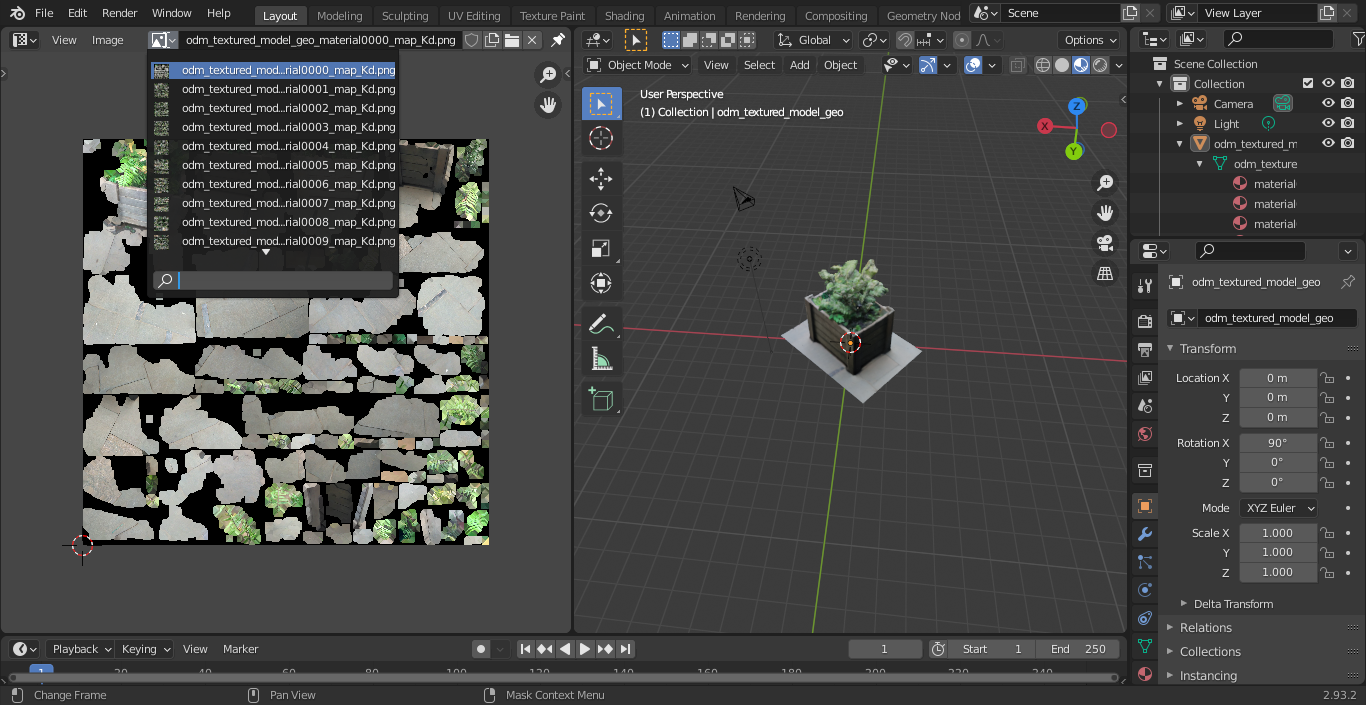 File Edit Render Window Help Layout Modeling Sculpting UV Editing Texture Paint Shading Animation Rendering Compositing Geometry Nod Scene View Layer
View Image odm_textured_model_geo_material0000_map_Kd.png Global Options
Object Mode View Select Add Object
odm_textured_mod...rial0000_map_Kd.png
odm_textured_mod...rial0001_map_Kd.png
odm_textured_mod...rial0002_map_Kd.png
odm_textured_mod...rial0003_map_Kd.png
odm_textured_mod...rial0004_map_Kd.png
odm_textured_mod...rial0005_map_Kd.png
odm_textured_mod...rial0006_map_Kd.png
odm_textured_mod...rial0007_map_Kd.png
odm_textured_mod...rial0008_map_Kd.png
odm_textured_mod...rial0009_map_Kd.png
User Perspective
(1) Collection | odm_textured_model_geo
Z
X
Y
Scene Collection
Collection
Camera
Light
odm_textured_m
odm_texture
material
material
material
odm_textured_model_geo
odm_textured_model_geo
Transform
Location X 0 m
Y 0 m
Z 0 m
Rotation X 90°
Y 0°
Z 0°
Mode XYZ Euler
Scale X 1.000
Y 1.000
Z 1.000
Delta Transform
Relations
Collections
Instancing
Playback Keying View Marker 1 Start 1 End 250
1 20 40 60 80 100 120 140 160 180 200 220 240
Change Frame Pan View Mask Context Menu 2.93.2